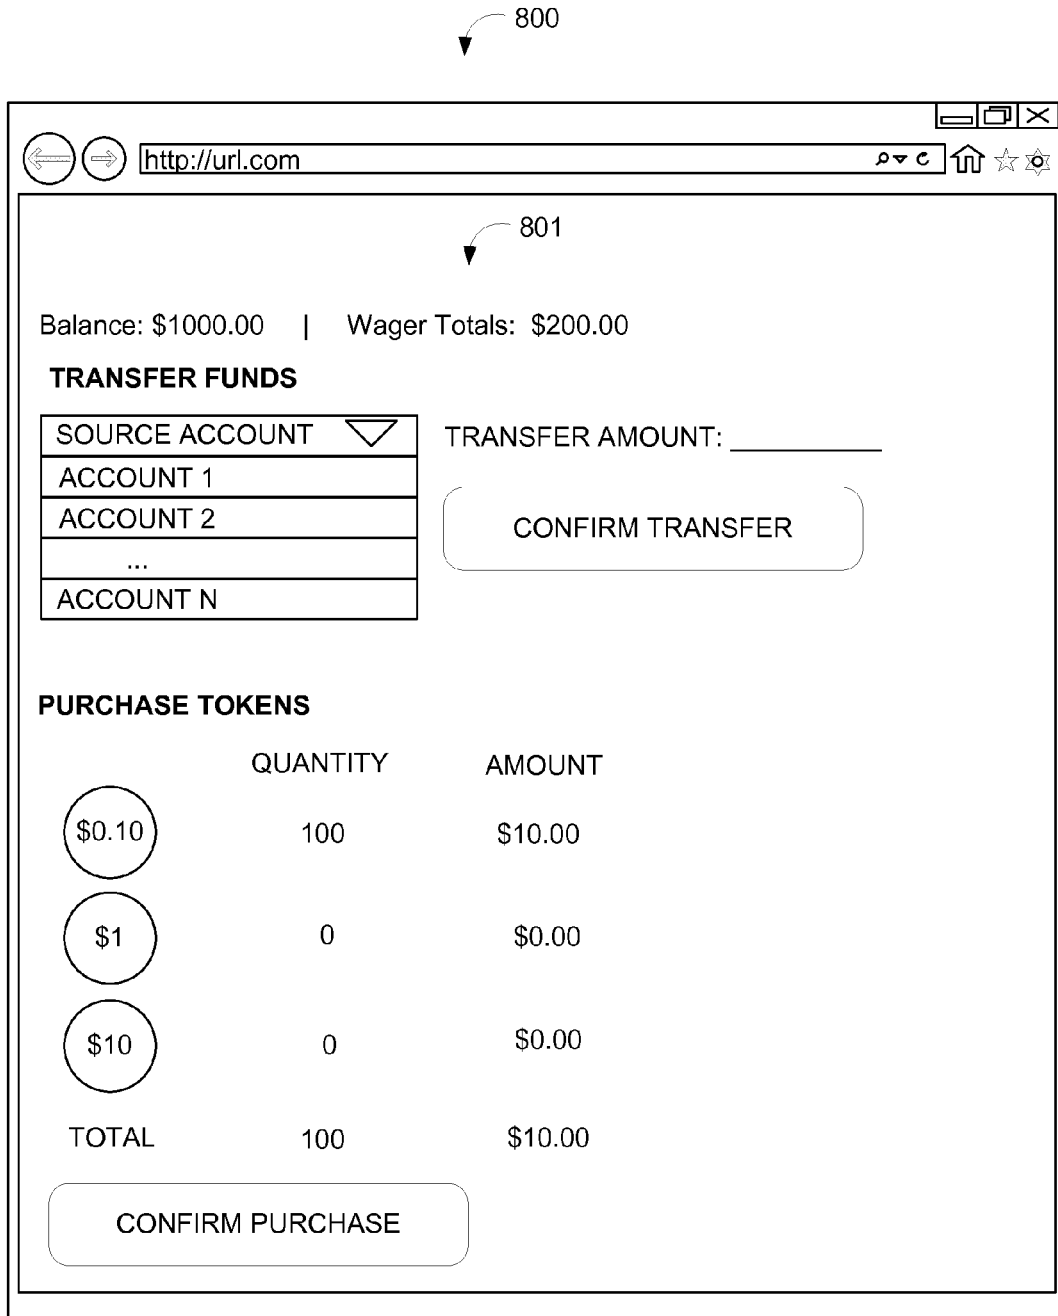 800
http://url.com
801
Balance: $1000.00 | Wager Totals: $200.00
TRANSFER FUNDS
SOURCE ACCOUNT
TRANSFER AMOUNT: __________
ACCOUNT 1
ACCOUNT 2
...
ACCOUNT N
CONFIRM TRANSFER
PURCHASE TOKENS
QUANTITY AMOUNT
$0.10 100 $10.00
$1 0 $0.00
$10 0 $0.00
TOTAL 100 $10.00
CONFIRM PURCHASE